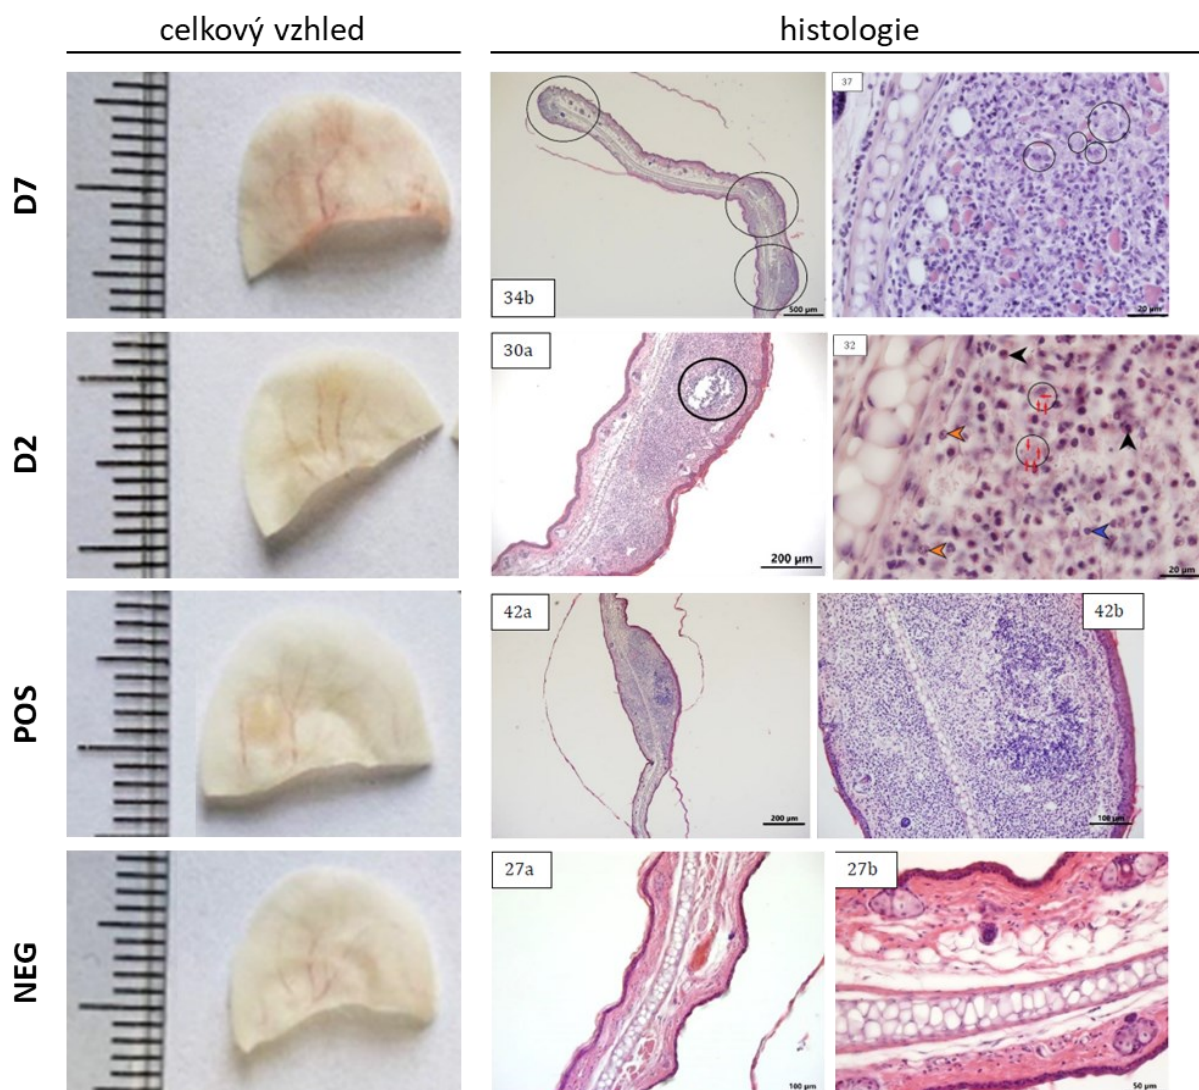 celkový vzhled
histologie
D7
34b
500 µm
37
20 µm
D2
30a
200 µm
32
20 µm
POS
42a
200 µm
42b
100 µm
NEG
27a
100 µm
27b
50 µm